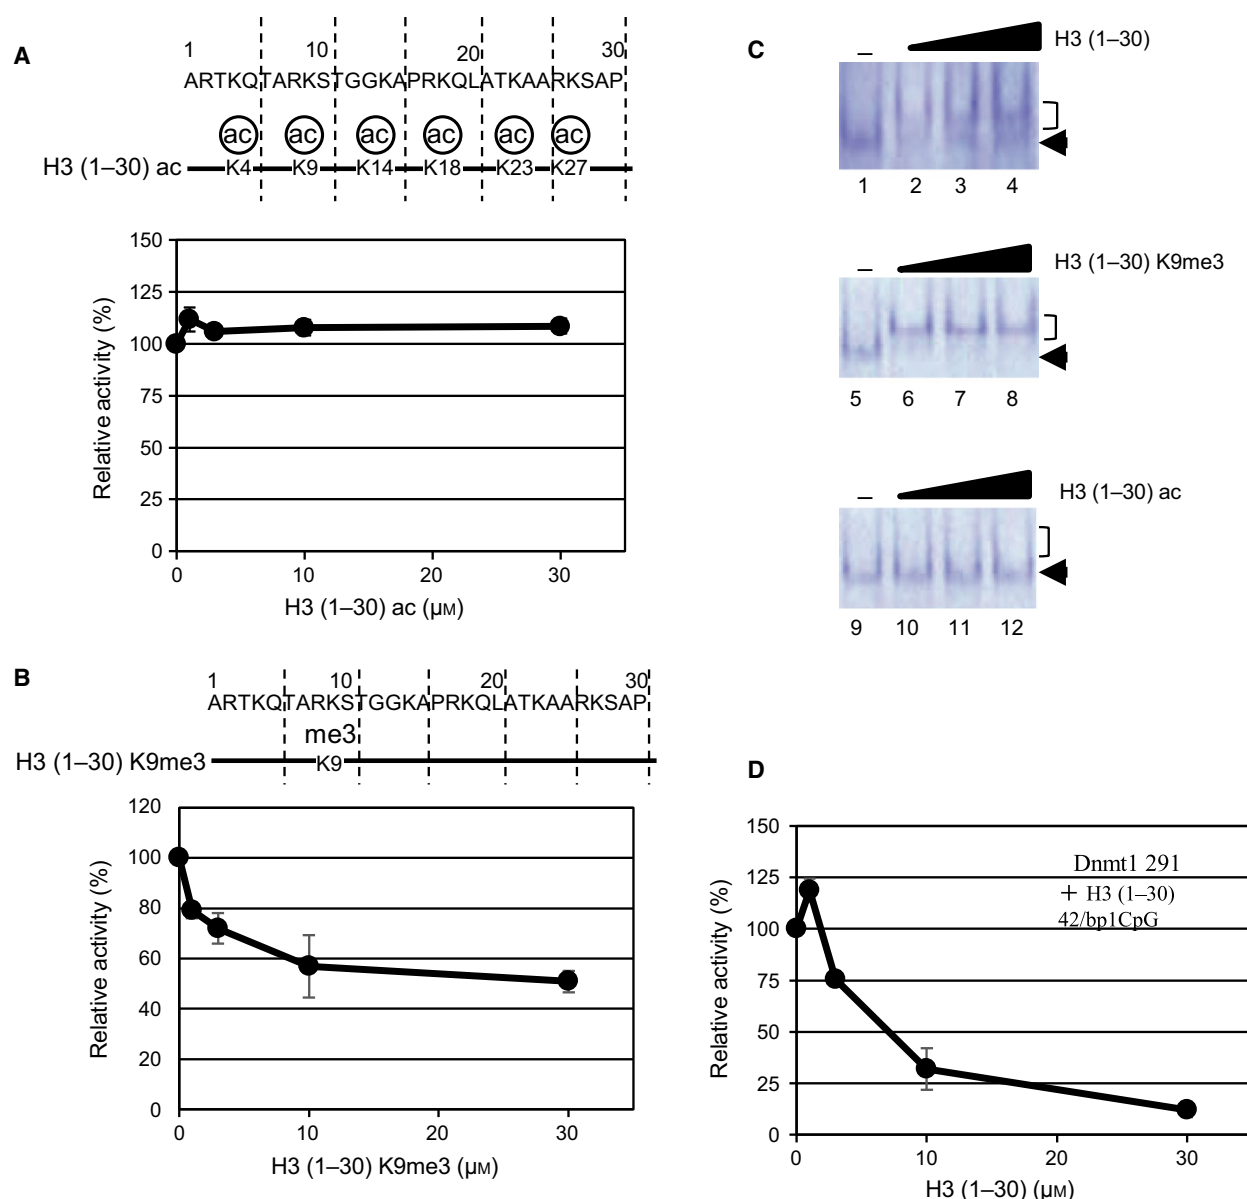 A
1 10 20 30
ARTKQTARKSTGGKAPRKQLATKAARKSAP
ac ac ac ac ac ac
H3 (1–30) ac K4 K9 K14 K18 K23 K27
150
125
100
75
50
25
0
Relative activity (%)
0 10 20 30
H3 (1–30) ac (μM)
B
1 10 20 30
ARTKQTARKSTGGKAPRKQLATKAARKSAP
me3
H3 (1–30) K9me3 K9
120
100
80
60
40
20
0
Relative activity (%)
0 10 20 30
H3 (1–30) K9me3 (μM)
C
– H3 (1–30)
1 2 3 4
– H3 (1–30) K9me3
5 6 7 8
– H3 (1–30) ac
9 10 11 12
D
150
125
100
75
50
25
0
Relative activity (%)
Dnmt1 291
+ H3 (1–30)
42/bp1CpG
0 10 20 30
H3 (1–30) (μM)